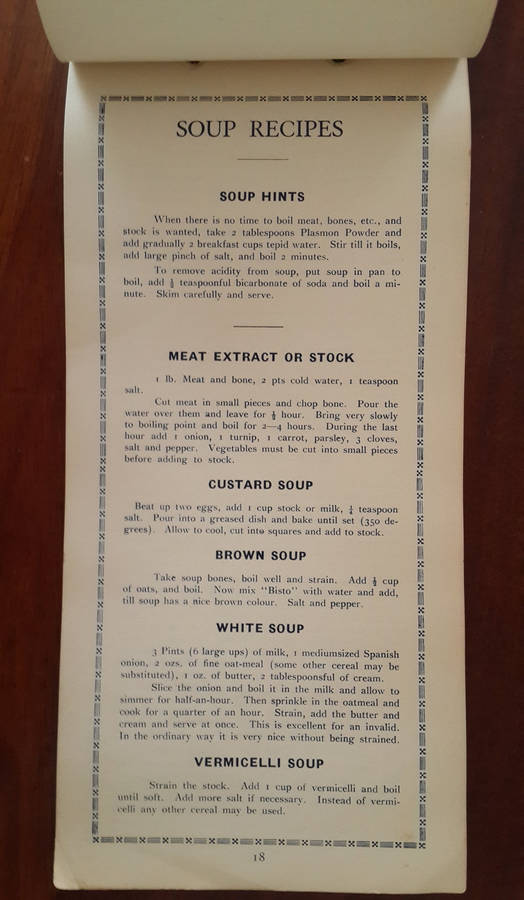 SOUP RECIPES
SOUP HINTS
When there is no time to boil meat, bones, etc., and
stock is wanted, take 2 tablespoons Plasmon Powder and
add gradually 2 breakfast cups tepid water. Stir till it boils,
add large pinch of salt, and boil 2 minutes.
To remove acidity from soup, put soup in pan to
boil, add ½ teaspoonful bicarbonate of soda and boil a mi-
nute. Skim carefully and serve.
MEAT EXTRACT OR STOCK
1 lb. Meat and bone, 2 pts cold water, 1 teaspoon
salt.
Cut meat in small pieces and chop bone. Pour the
water over them and leave for ½ hour. Bring very slowly
to boiling point and boil for 2—4 hours. During the last
hour add 1 onion, 1 turnip, 1 carrot, parsley, 3 cloves,
salt and pepper. Vegetables must be cut into small pieces
before adding to stock.
CUSTARD SOUP
Beat up two eggs, add 1 cup stock or milk, teaspoon
salt. Pour into a greased dish and bake until set (350 de-
grees). Allow to cool, cut into squares and add to stock.
BROWN SOUP
Take soup bones, boil well and strain. Add ½ cup
of oats, and boil. Now mix "Bisto" with water and add,
till soup has a nice brown colour. Salt and pepper.
WHITE SOUP
3 Pints (6 large ups) of milk, 1 mediumsized Spanish
onion, 2 ozs. of fine oat-meal (some other cereal may be
substituted), 1 oz. of butter, 2 tablespoonsful of cream.
Slice the onion and boil it in the milk and allow to
simmer for half-an-hour. Then sprinkle in the oatmeal and
cook for a quarter of an hour. Strain, add the butter and
cream and serve at once. This is excellent for an invalid.
In the ordinary way it is very nice without being strained.
VERMICELLI SOUP
Strain the stock. Add 1 cup of vermicelli and boil
until soft. Add more salt if necessary. Instead of vermi-
celli any other cereal may be used.
18